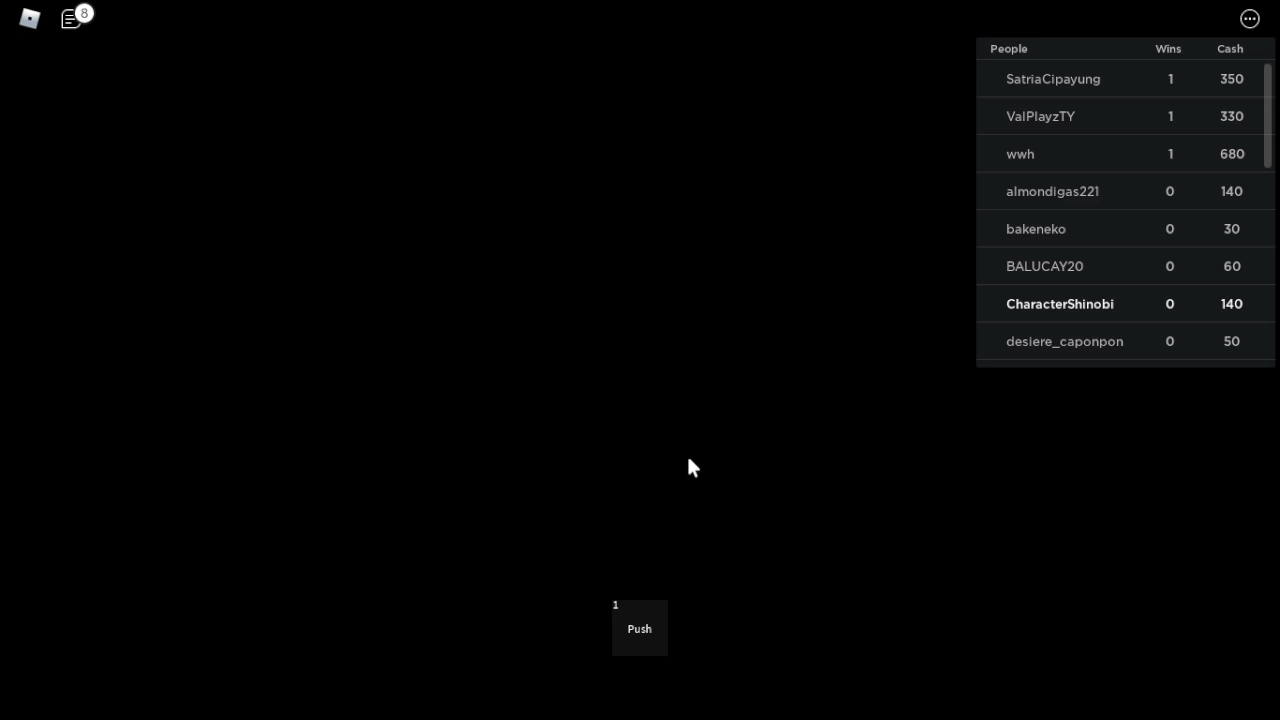 8
People Wins Cash
SatriaCipayung 1 350
ValPlayzTY 1 330
wwh 1 680
almondigas221 0 140
bakeneko 0 30
BALUCAY20 0 60
CharacterShinobi 0 140
desiere_caponpon 0 50
1
Push